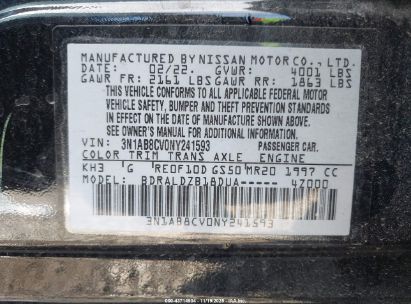 MANUFACTURED BY NISSAN MOTOR CO., LTD.
DATE: 02/22. GVWR: 4001 LBS
GAWR FR: 2161 LBS GAWR RR: 1863 LBS
THIS VEHICLE CONFORMS TO ALL APPLICABLE FEDERAL MOTOR
VEHICLE SAFETY, BUMPER AND THEFT PREVENTION STANDARDS
IN EFFECT ON THE DATE OF MANUFACTURE SHOWN ABOVE.
OWNER'S MANUAL FOR ADDITIONAL INFORMATION.
VIN: 3N1AB8CV0NY241593 PASSENGER CAR.
COLOR TRIM TRANS AXLE ENGINE
KH3 G RE0F10D GS50 MR20 1997 CC
MODEL: BDRALDZB18DUA----- 4Z000
3N1AB8CV0NY241593